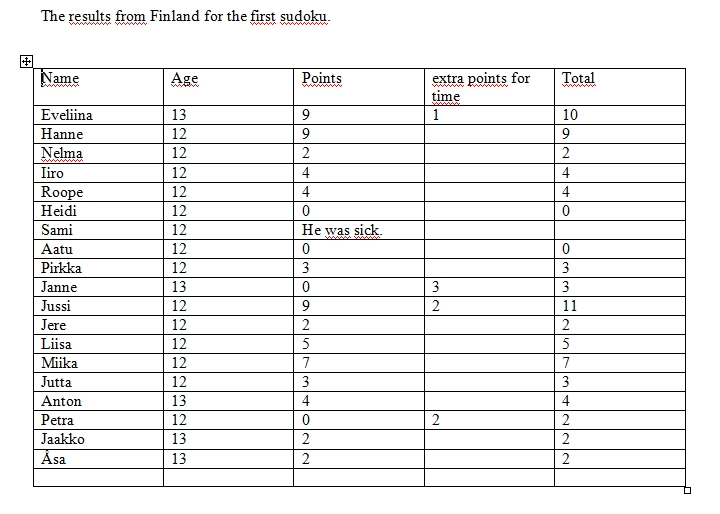 The results from Finland for the first sudoku.
Name Age Points extra points for time Total
Eveliina 13 9 1 10
Hanne 12 9 9
Nelma 12 2 2
Iiro 12 4 4
Roope 12 4 4
Heidi 12 0 0
Sami 12 He was sick.
Aatu 12 0 0
Pirkka 12 3 3
Janne 13 0 3 3
Jussi 12 9 2 11
Jere 12 2 2
Liisa 12 5 5
Miika 12 7 7
Jutta 12 3 3
Anton 13 4 4
Petra 12 0 2 2
Jaakko 13 2 2
Åsa 13 2 2